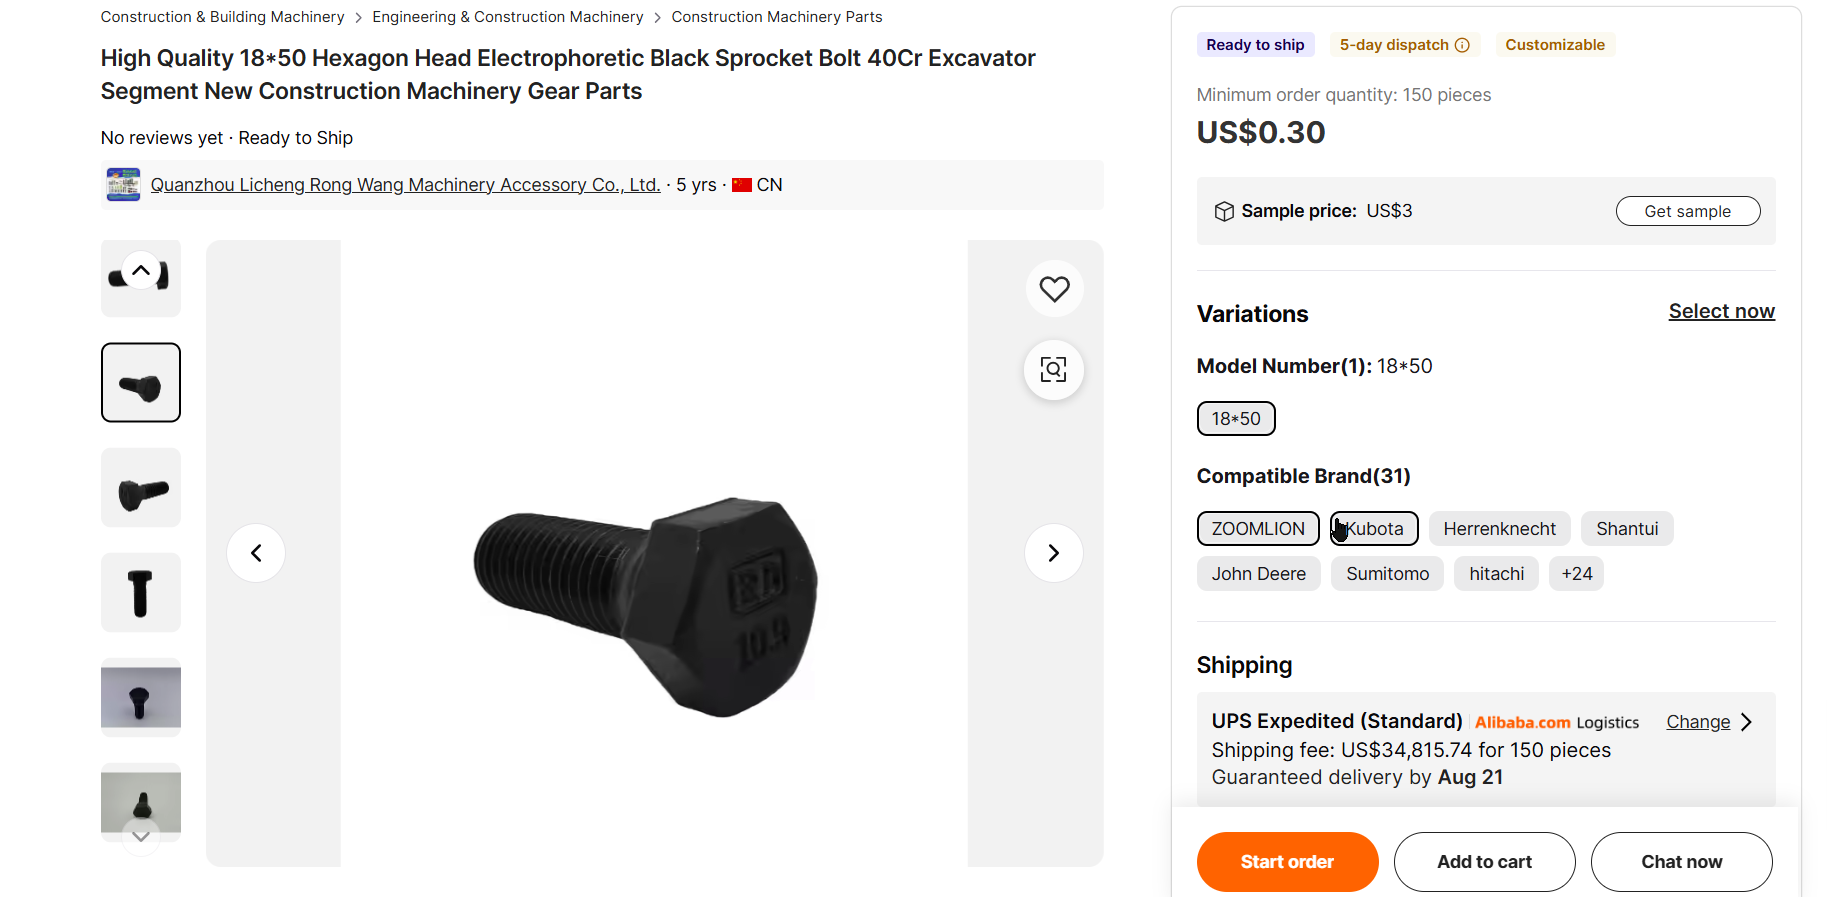 Construction & Building Machinery > Engineering & Construction Machinery > Construction Machinery Parts
High Quality 18*50 Hexagon Head Electrophoretic Black Sprocket Bolt 40Cr Excavator
Segment New Construction Machinery Gear Parts
No reviews yet · Ready to Ship
Quanzhou Licheng Rong Wang Machinery Accessory Co., Ltd. · 5 yrs · CN
10.9
Ready to ship
5-day dispatch
Customizable
Minimum order quantity: 150 pieces
US$0.30
Sample price: US$3
Get sample
Variations
Select now
Model Number(1): 18*50
18*50
Compatible Brand(31)
ZOOMLION
Kubota
Herrenknecht
Shantui
John Deere
Sumitomo
hitachi
+24
Shipping
UPS Expedited (Standard)
Alibaba.com Logistics
Change
Shipping fee: US$34,815.74 for 150 pieces
Guaranteed delivery by Aug 21
Start order
Add to cart
Chat now